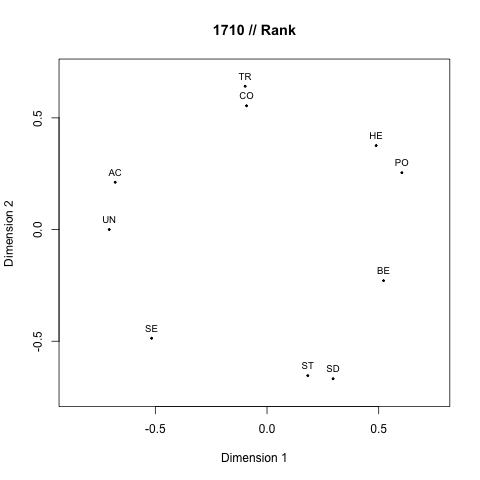 1710 // Rank
TR
CO
HE
PO
AC
UN
BE
SE
ST SD
0.5
0.0
-0.5
Dimension 2
-0.5 0.0 0.5
Dimension 1